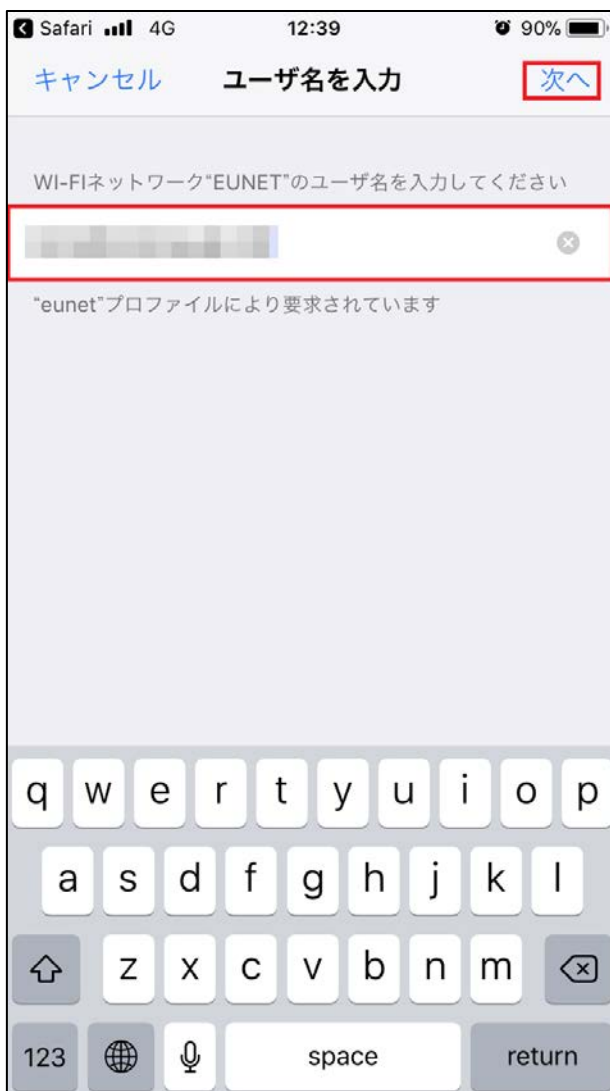 Safari 4G 12:39 90%
キャンセル ユーザ名を入力 次へ
WI-FIネットワーク“EUNET”のユーザ名を入力してください
“eunet”プロファイルにより要求されています
q w e r t y u i o p
a s d f g h j k l
z x c v b n m
123 space return